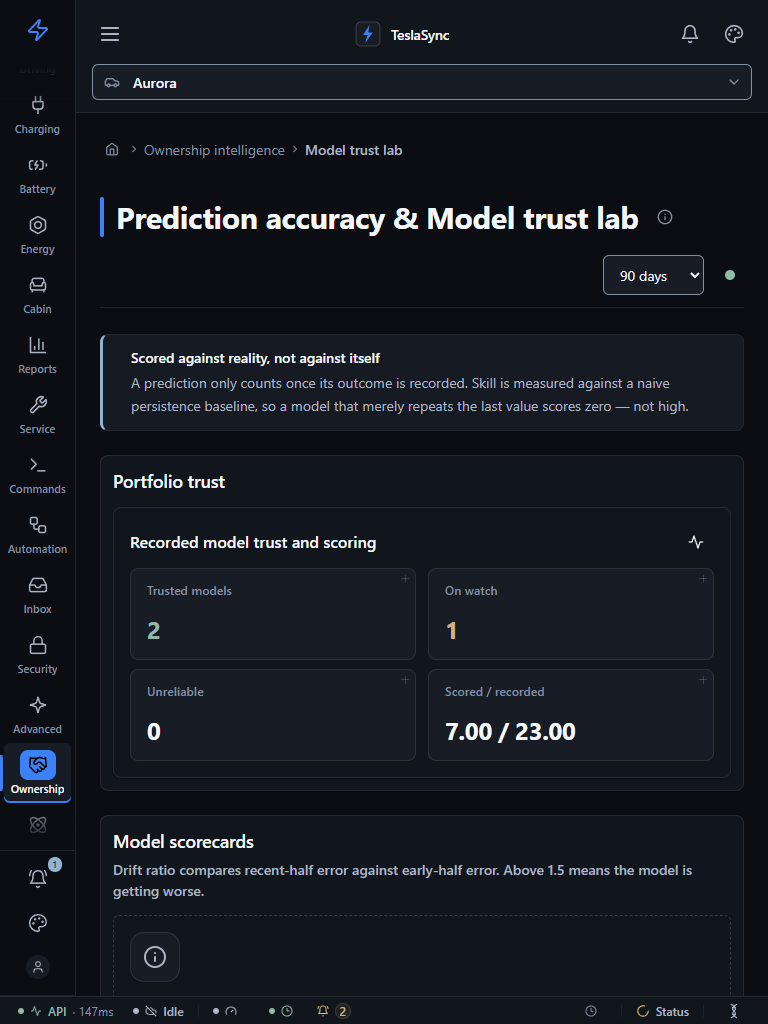 TeslaSync
Aurora
Driving
Charging
Battery
Energy
Cabin
Reports
Service
Commands
Automation
Inbox
Security
Advanced
Ownership
1
Ownership intelligence > Model trust lab
Prediction accuracy & Model trust lab
90 days
Scored against reality, not against itself
A prediction only counts once its outcome is recorded. Skill is measured against a naive
persistence baseline, so a model that merely repeats the last value scores zero — not high.
Portfolio trust
Recorded model trust and scoring
Trusted models
2
On watch
1
Unreliable
0
Scored / recorded
7.00 / 23.00
Model scorecards
Drift ratio compares recent-half error against early-half error. Above 1.5 means the model is
getting worse.
API · 147ms
Idle
2
Status